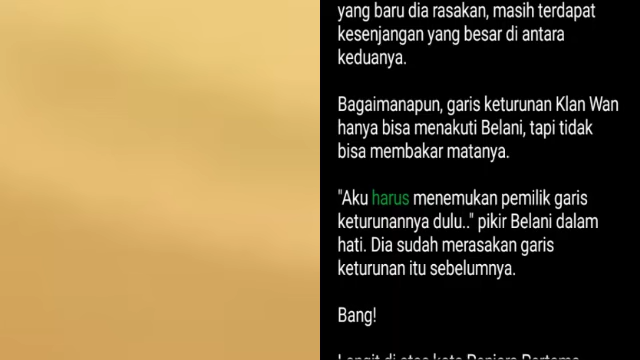 yang baru dia rasakan, masih terdapat
kesenjangan yang besar di antara
keduanya.
Bagaimanapun, garis keturunan Klan Wan
hanya bisa menakuti Belani, tapi tidak
bisa membakar matanya.
"Aku harus menemukan pemilik garis
keturunannya dulu.." pikir Belani dalam
hati. Dia sudah merasakan garis
keturunan itu sebelumnya.
Bang!